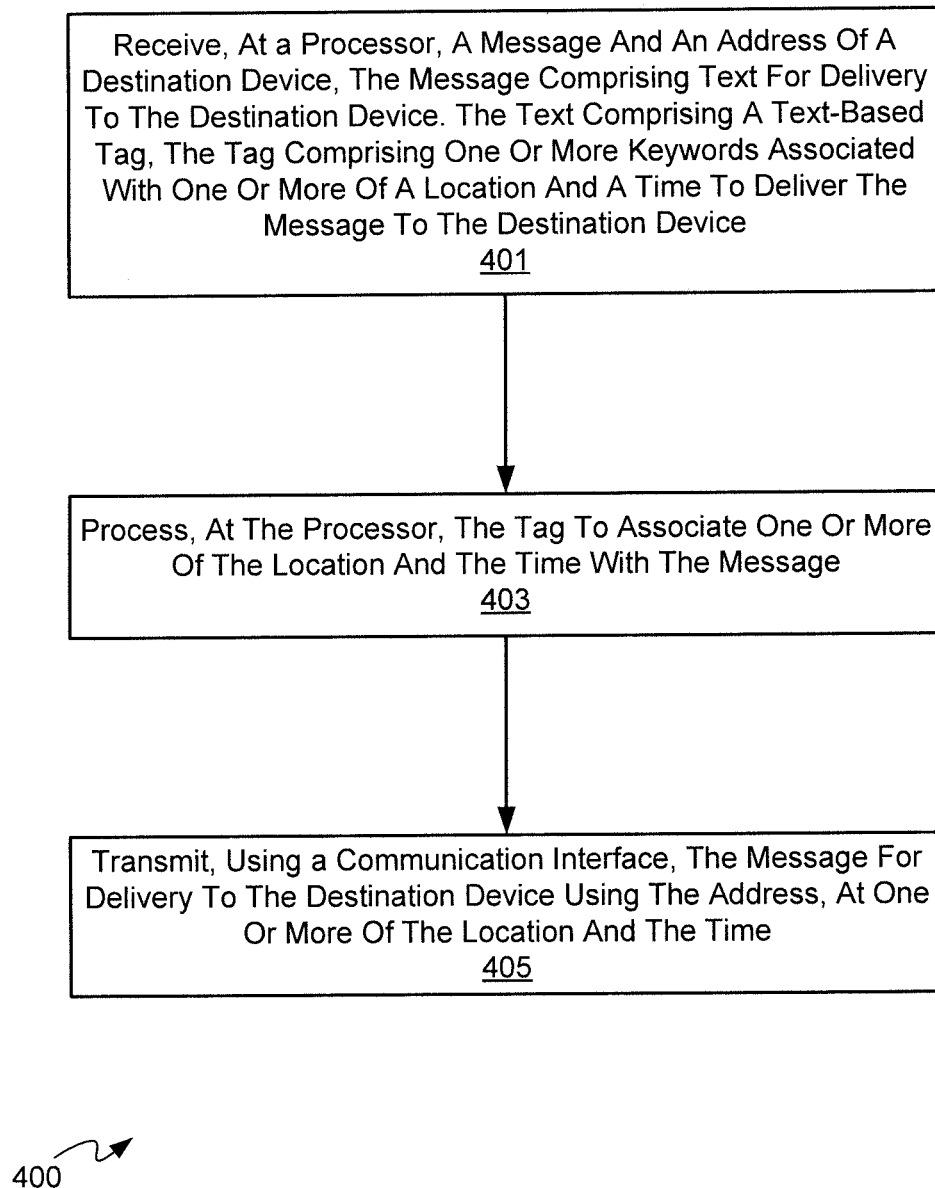 Receive, At a Processor, A Message And An Address Of A
Destination Device, The Message Comprising Text For Delivery
To The Destination Device. The Text Comprising A Text-Based
Tag, The Tag Comprising One Or More Keywords Associated
With One Or More Of A Location And A Time To Deliver The
Message To The Destination Device
401
Process, At The Processor, The Tag To Associate One Or More
Of The Location And The Time With The Message
403
Transmit, Using a Communication Interface, The Message For
Delivery To The Destination Device Using The Address, At One
Or More Of The Location And The Time
405
400